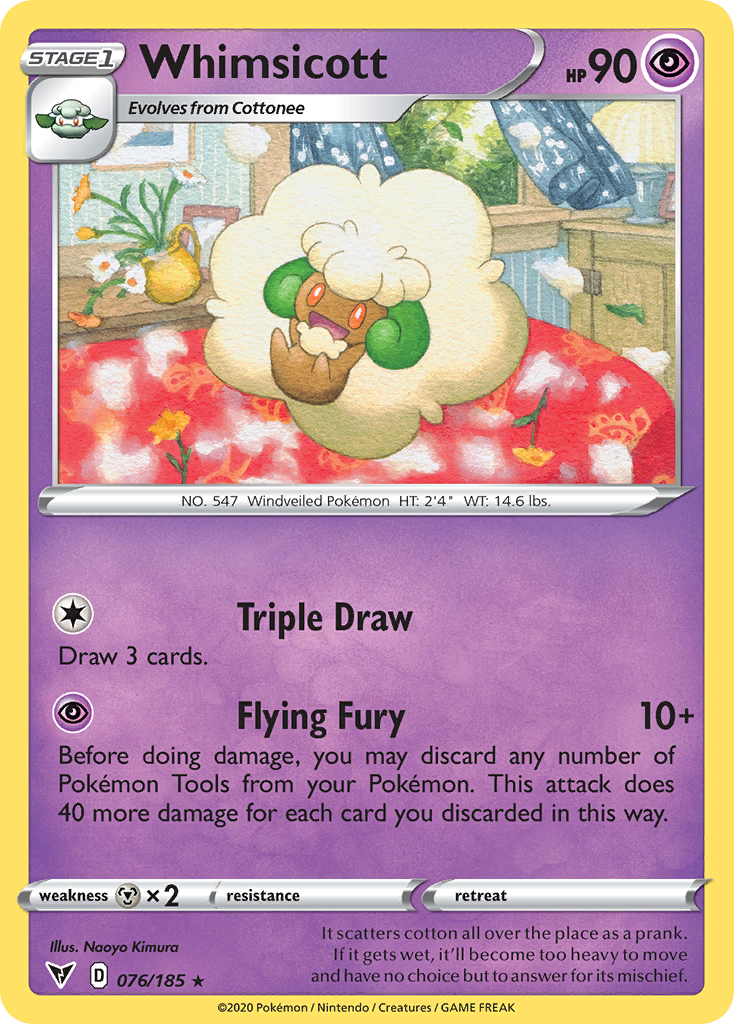 STAGE 1
Whimsicott
HP 90
Evolves from Cottonee
NO. 547 Windveiled Pokémon HT: 2'4" WT: 14.6 lbs.
Triple Draw
Draw 3 cards.
Flying Fury 10+
Before doing damage, you may discard any number of
Pokémon Tools from your Pokémon. This attack does
40 more damage for each card you discarded in this way.
weakness ×2 resistance retreat
Illus. Naoyo Kimura
D 076/185 ★
It scatters cotton all over the place as a prank.
If it gets wet, it'll become too heavy to move
and have no choice but to answer for its mischief.
©2020 Pokémon / Nintendo / Creatures / GAME FREAK